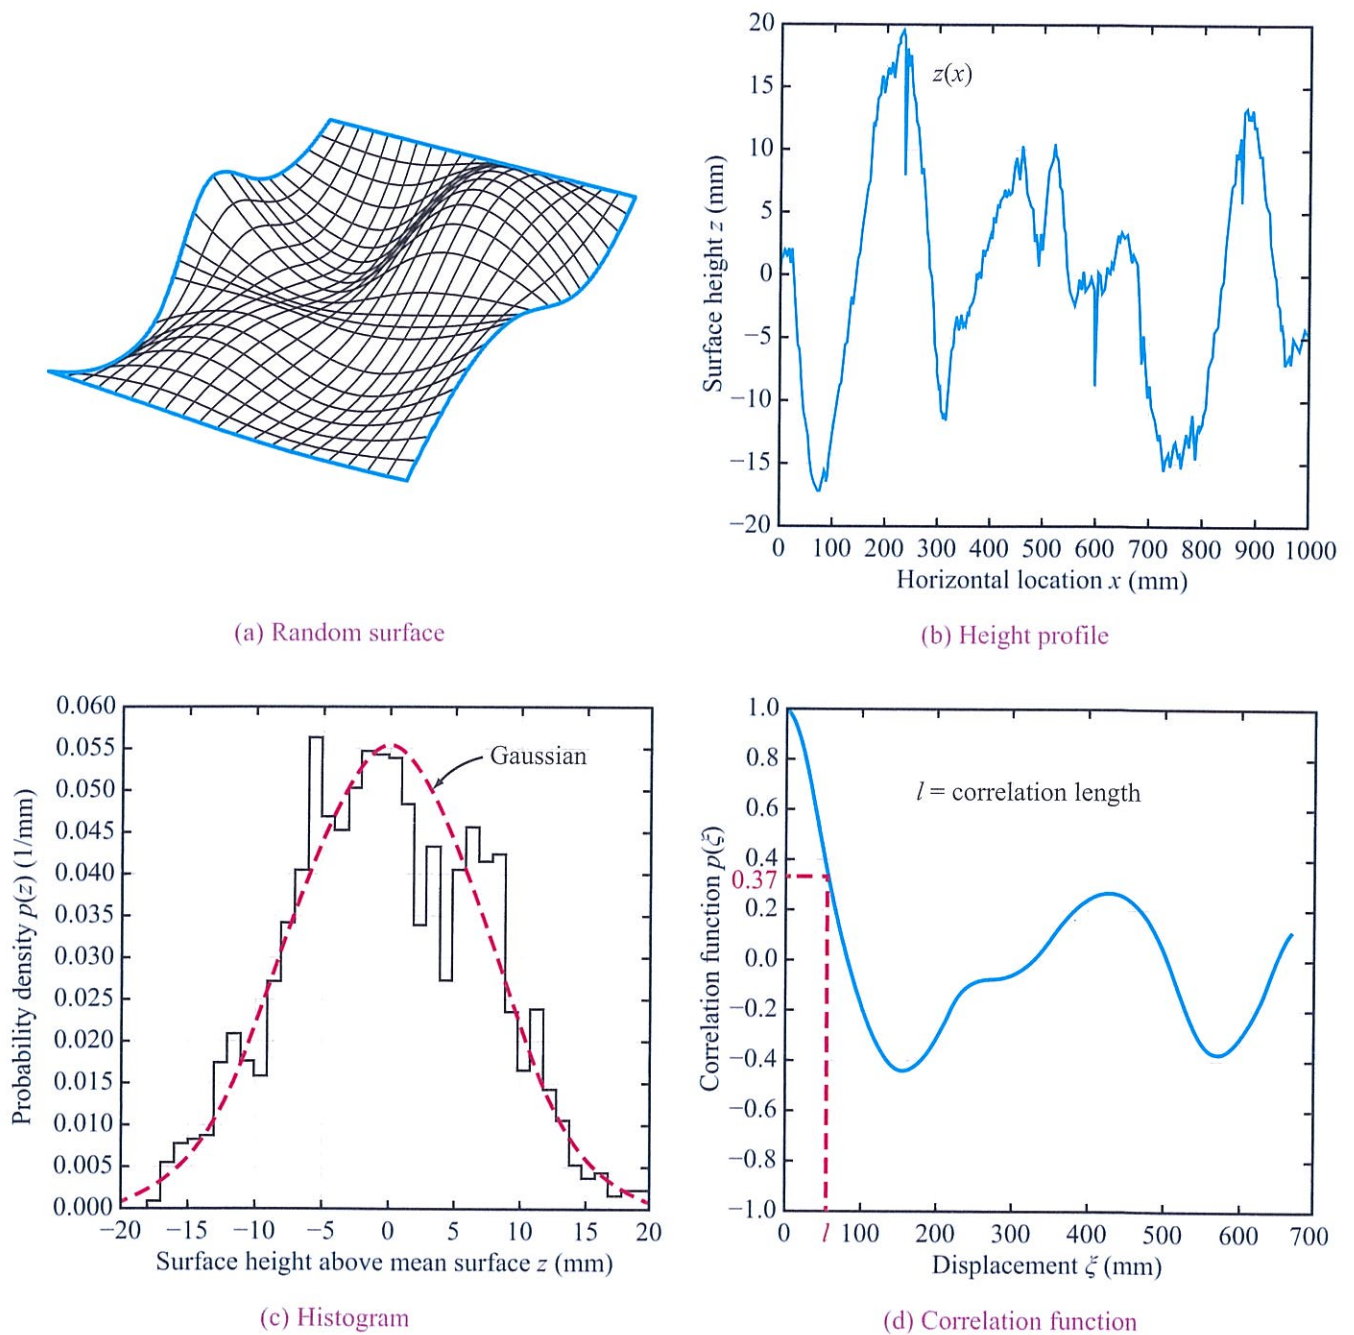 20
15
10
5
0
−5
−10
−15
−20
Surface height z (mm)
z(x)
0 100 200 300 400 500 600 700 800 900 1000
Horizontal location x (mm)
(a) Random surface
(b) Height profile
0.060
0.055
0.050
0.045
0.040
0.035
0.030
0.025
0.020
0.015
0.010
0.005
0.000
Probability density p(z) (1/mm)
Gaussian
−20 −15 −10 −5 0 5 10 15 20
Surface height above mean surface z (mm)
(c) Histogram
1.0
0.8
0.6
0.4
0.37
0.2
0.0
−0.2
−0.4
−0.6
−0.8
−1.0
Correlation function p(ξ)
l = correlation length
0 l 100 200 300 400 500 600 700
Displacement ξ (mm)
(d) Correlation function